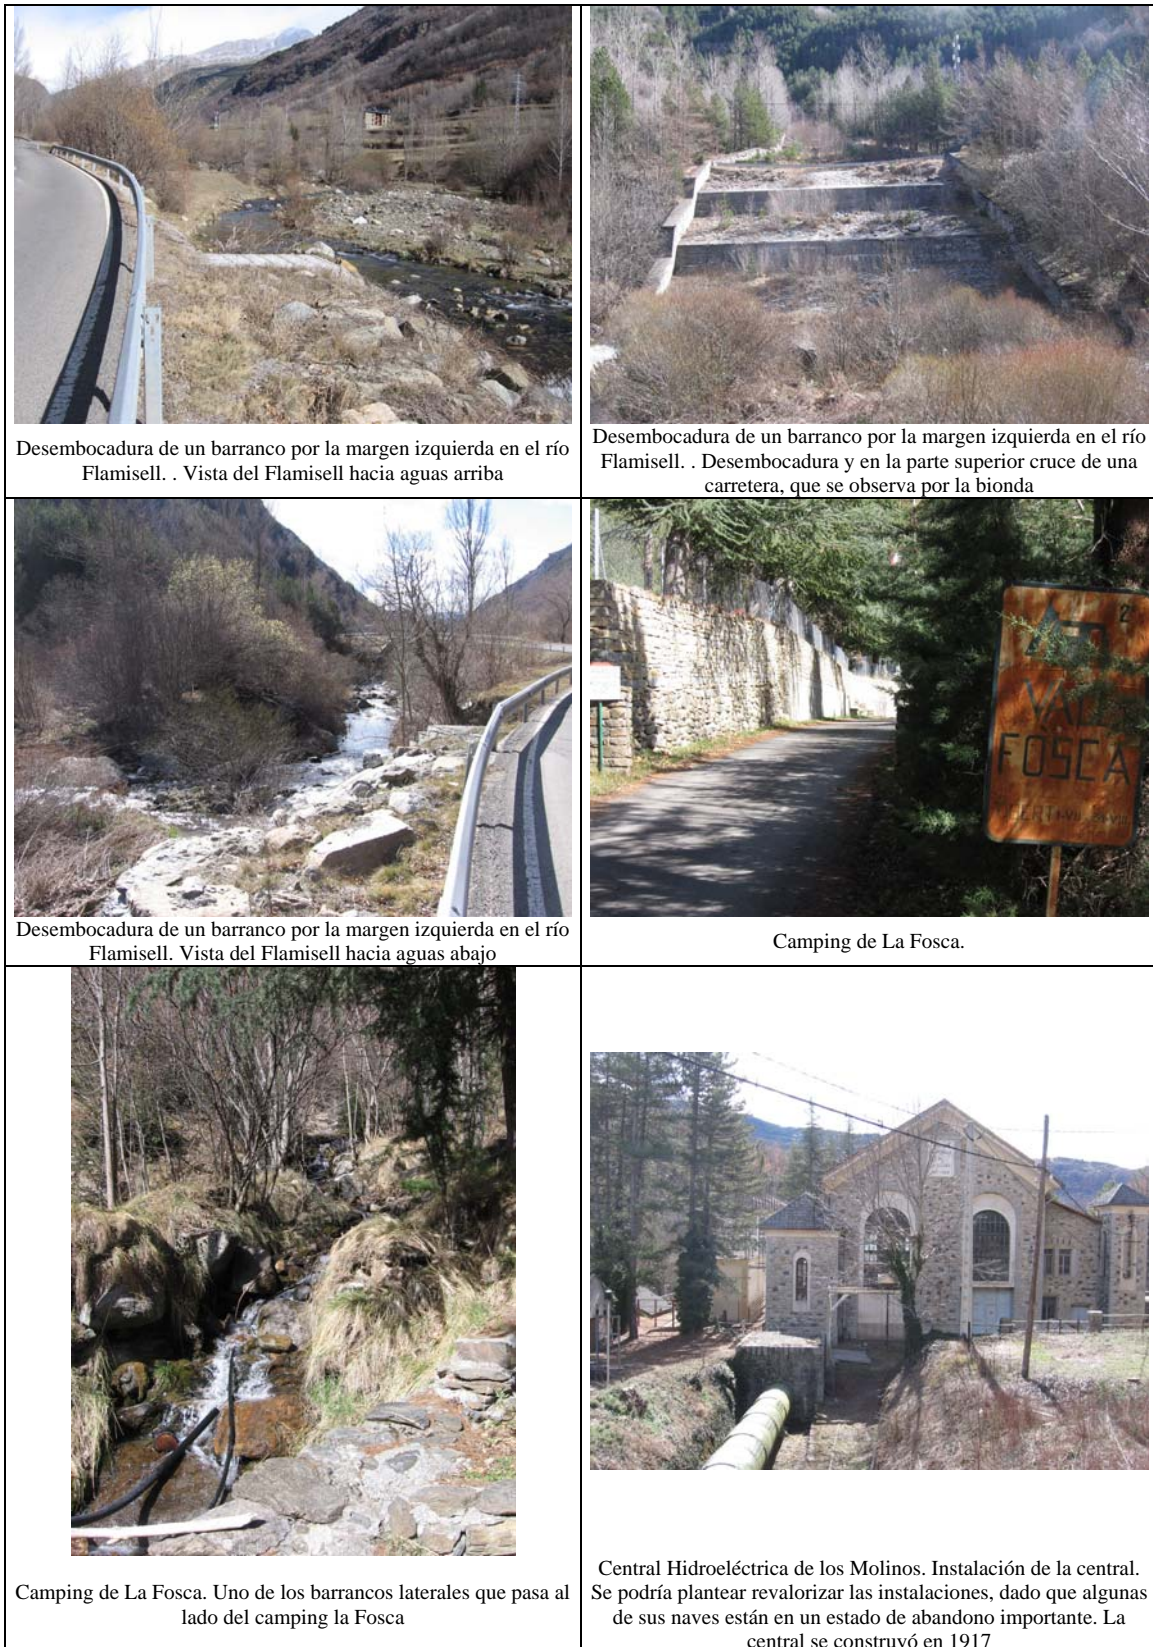 Desembocadura de un barranco por la margen izquierda en el río
Flamisell. . Vista del Flamisell hacia aguas arriba
Desembocadura de un barranco por la margen izquierda en el río
Flamisell. . Desembocadura y en la parte superior cruce de una
carretera, que se observa por la bionda
Desembocadura de un barranco por la margen izquierda en el río
Flamisell. Vista del Flamisell hacia aguas abajo
2
VALL
FOSCA
Camping de La Fosca.
Camping de La Fosca. Uno de los barrancos laterales que pasa al
lado del camping la Fosca
Central Hidroeléctrica de los Molinos. Instalación de la central.
Se podría plantear revalorizar las instalaciones, dado que algunas
de sus naves están en un estado de abandono importante. La
central se construyó en 1917